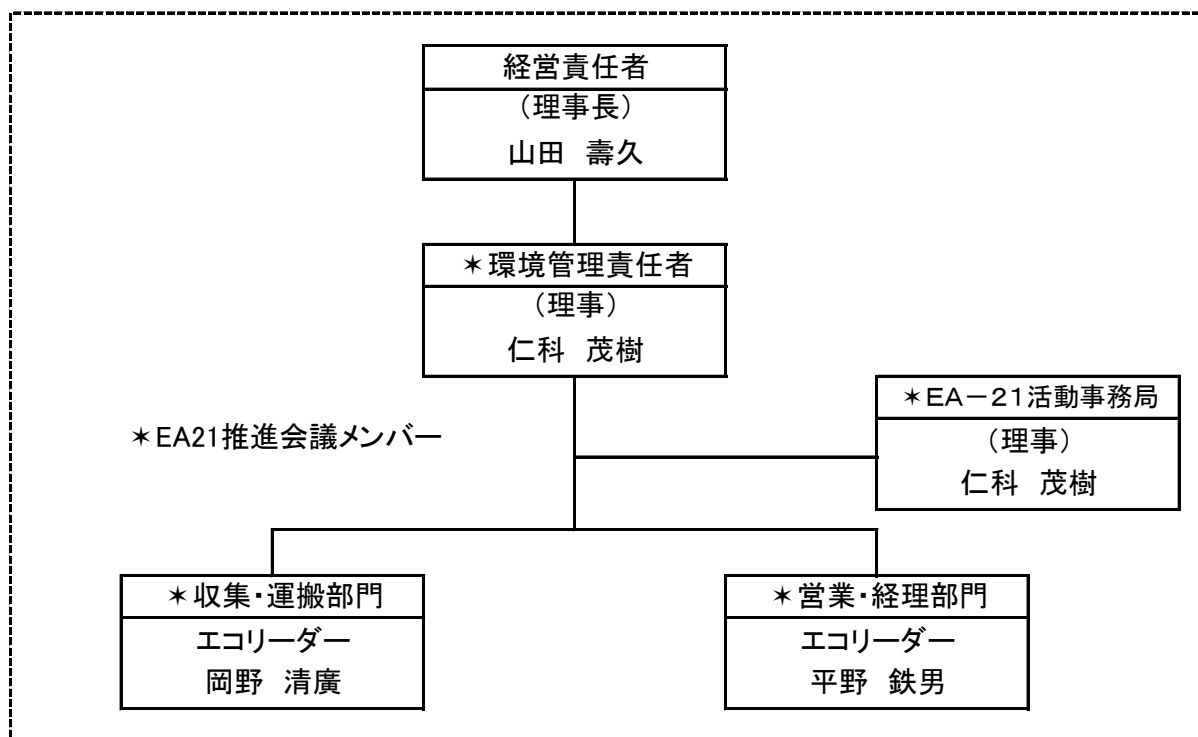 経営責任者
(理事長)
山田 壽久
✶環境管理責任者
(理事)
仁科 茂樹
✶EA－21活動事務局
(理事)
仁科 茂樹
✶EA21推進会議メンバー
✶収集・運搬部門
エコリーダー
岡野 清廣
✶営業・経理部門
エコリーダー
平野 鉄男